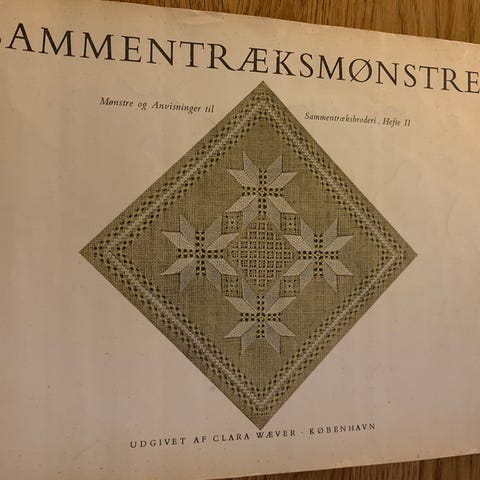 SAMMENTRÆKSMØNSTRE
Mønstre og Anvisninger til Sammentræksbroderi . Hefte II
UDGIVET AF CLARA WÆVER · KØBENHAVN